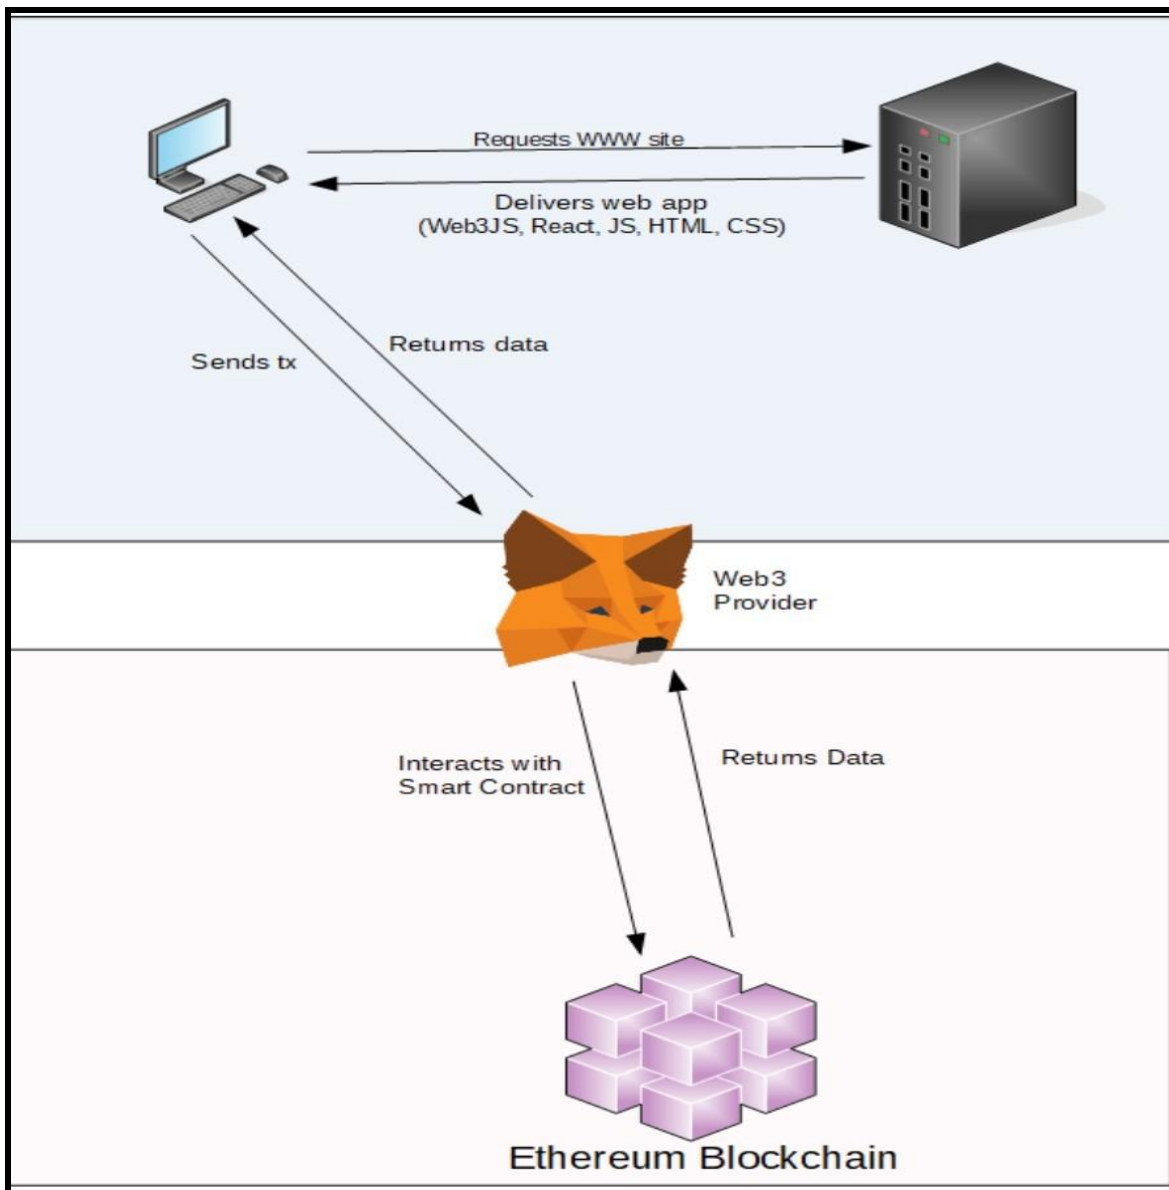 Requests WWW site
Delivers web app
(Web3JS, React, JS, HTML, CSS)
Returns data
Sends tx
Web3
Provider
Interacts with
Smart Contract
Returns Data
Ethereum Blockchain